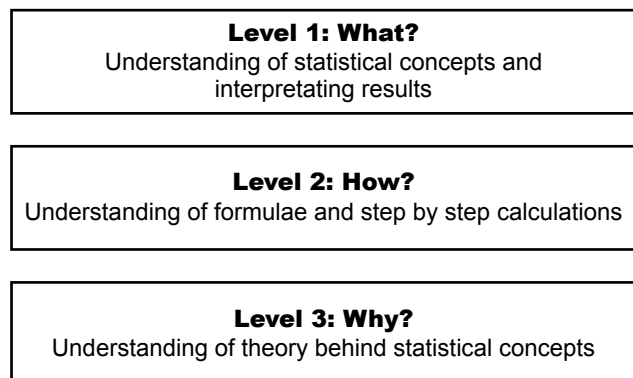 Level 1: What?
Understanding of statistical concepts and
interpretating results
Level 2: How?
Understanding of formulae and step by step calculations
Level 3: Why?
Understanding of theory behind statistical concepts